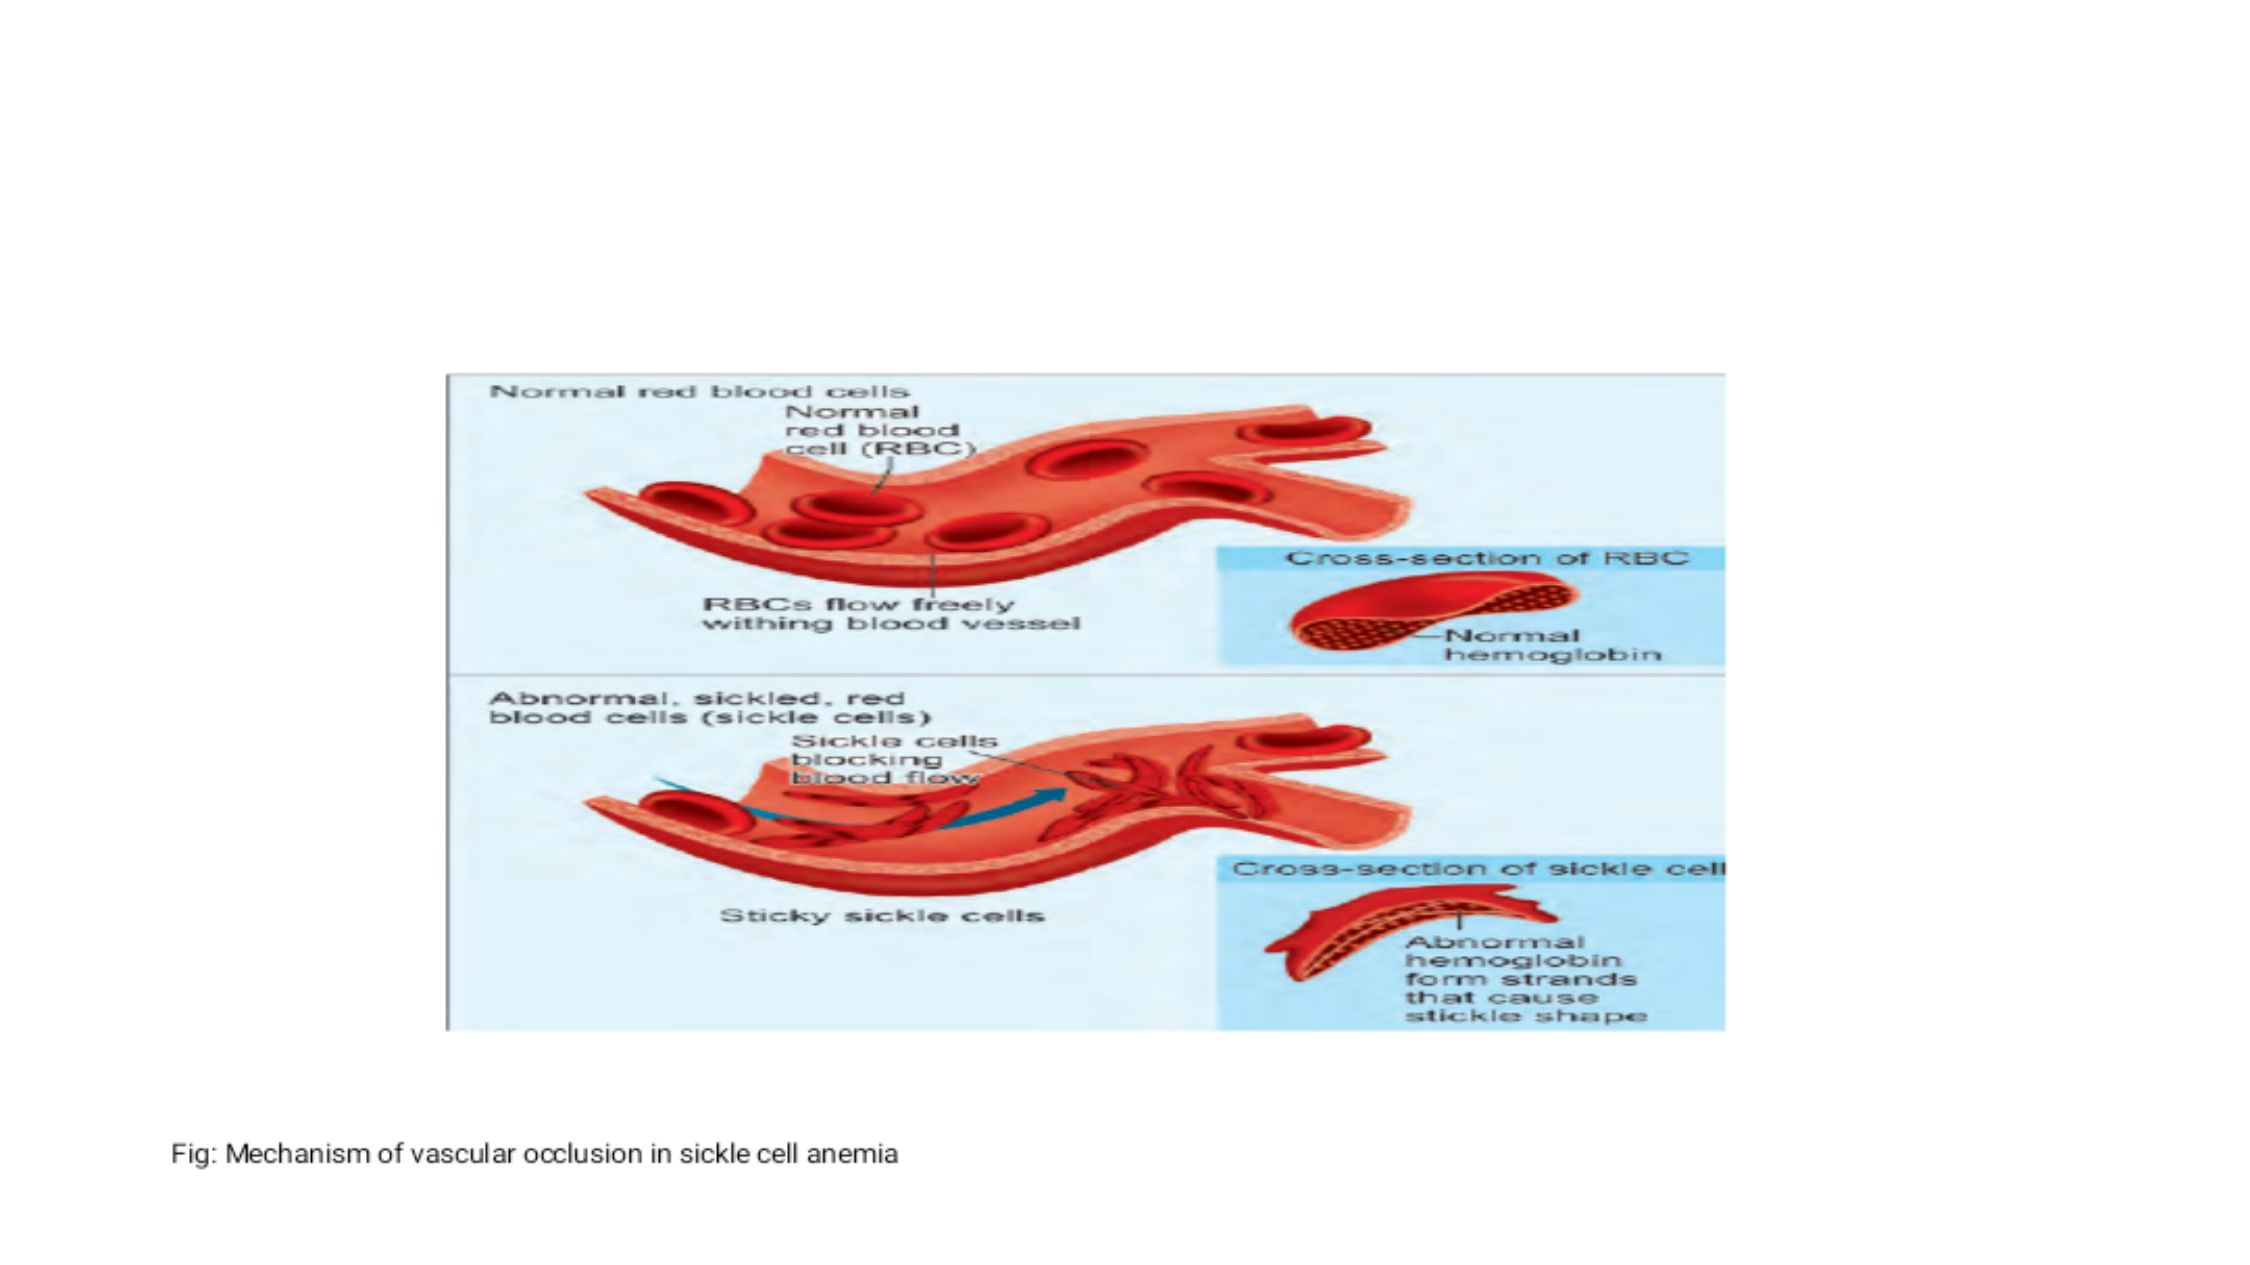 Normal red blood cells
Normal
red blood
cell (RBC)
RBCs flow freely
withing blood vessel
Cross-section of RBC
Normal
hemoglobin
Abnormal, sickled, red
blood cells (sickle cells)
Sickle cells
blocking
blood flow
Sticky sickle cells
Cross-section of sickle cell
Abnormal
hemoglobin
form strands
that cause
stickle shape
Fig: Mechanism of vascular occlusion in sickle cell anemia